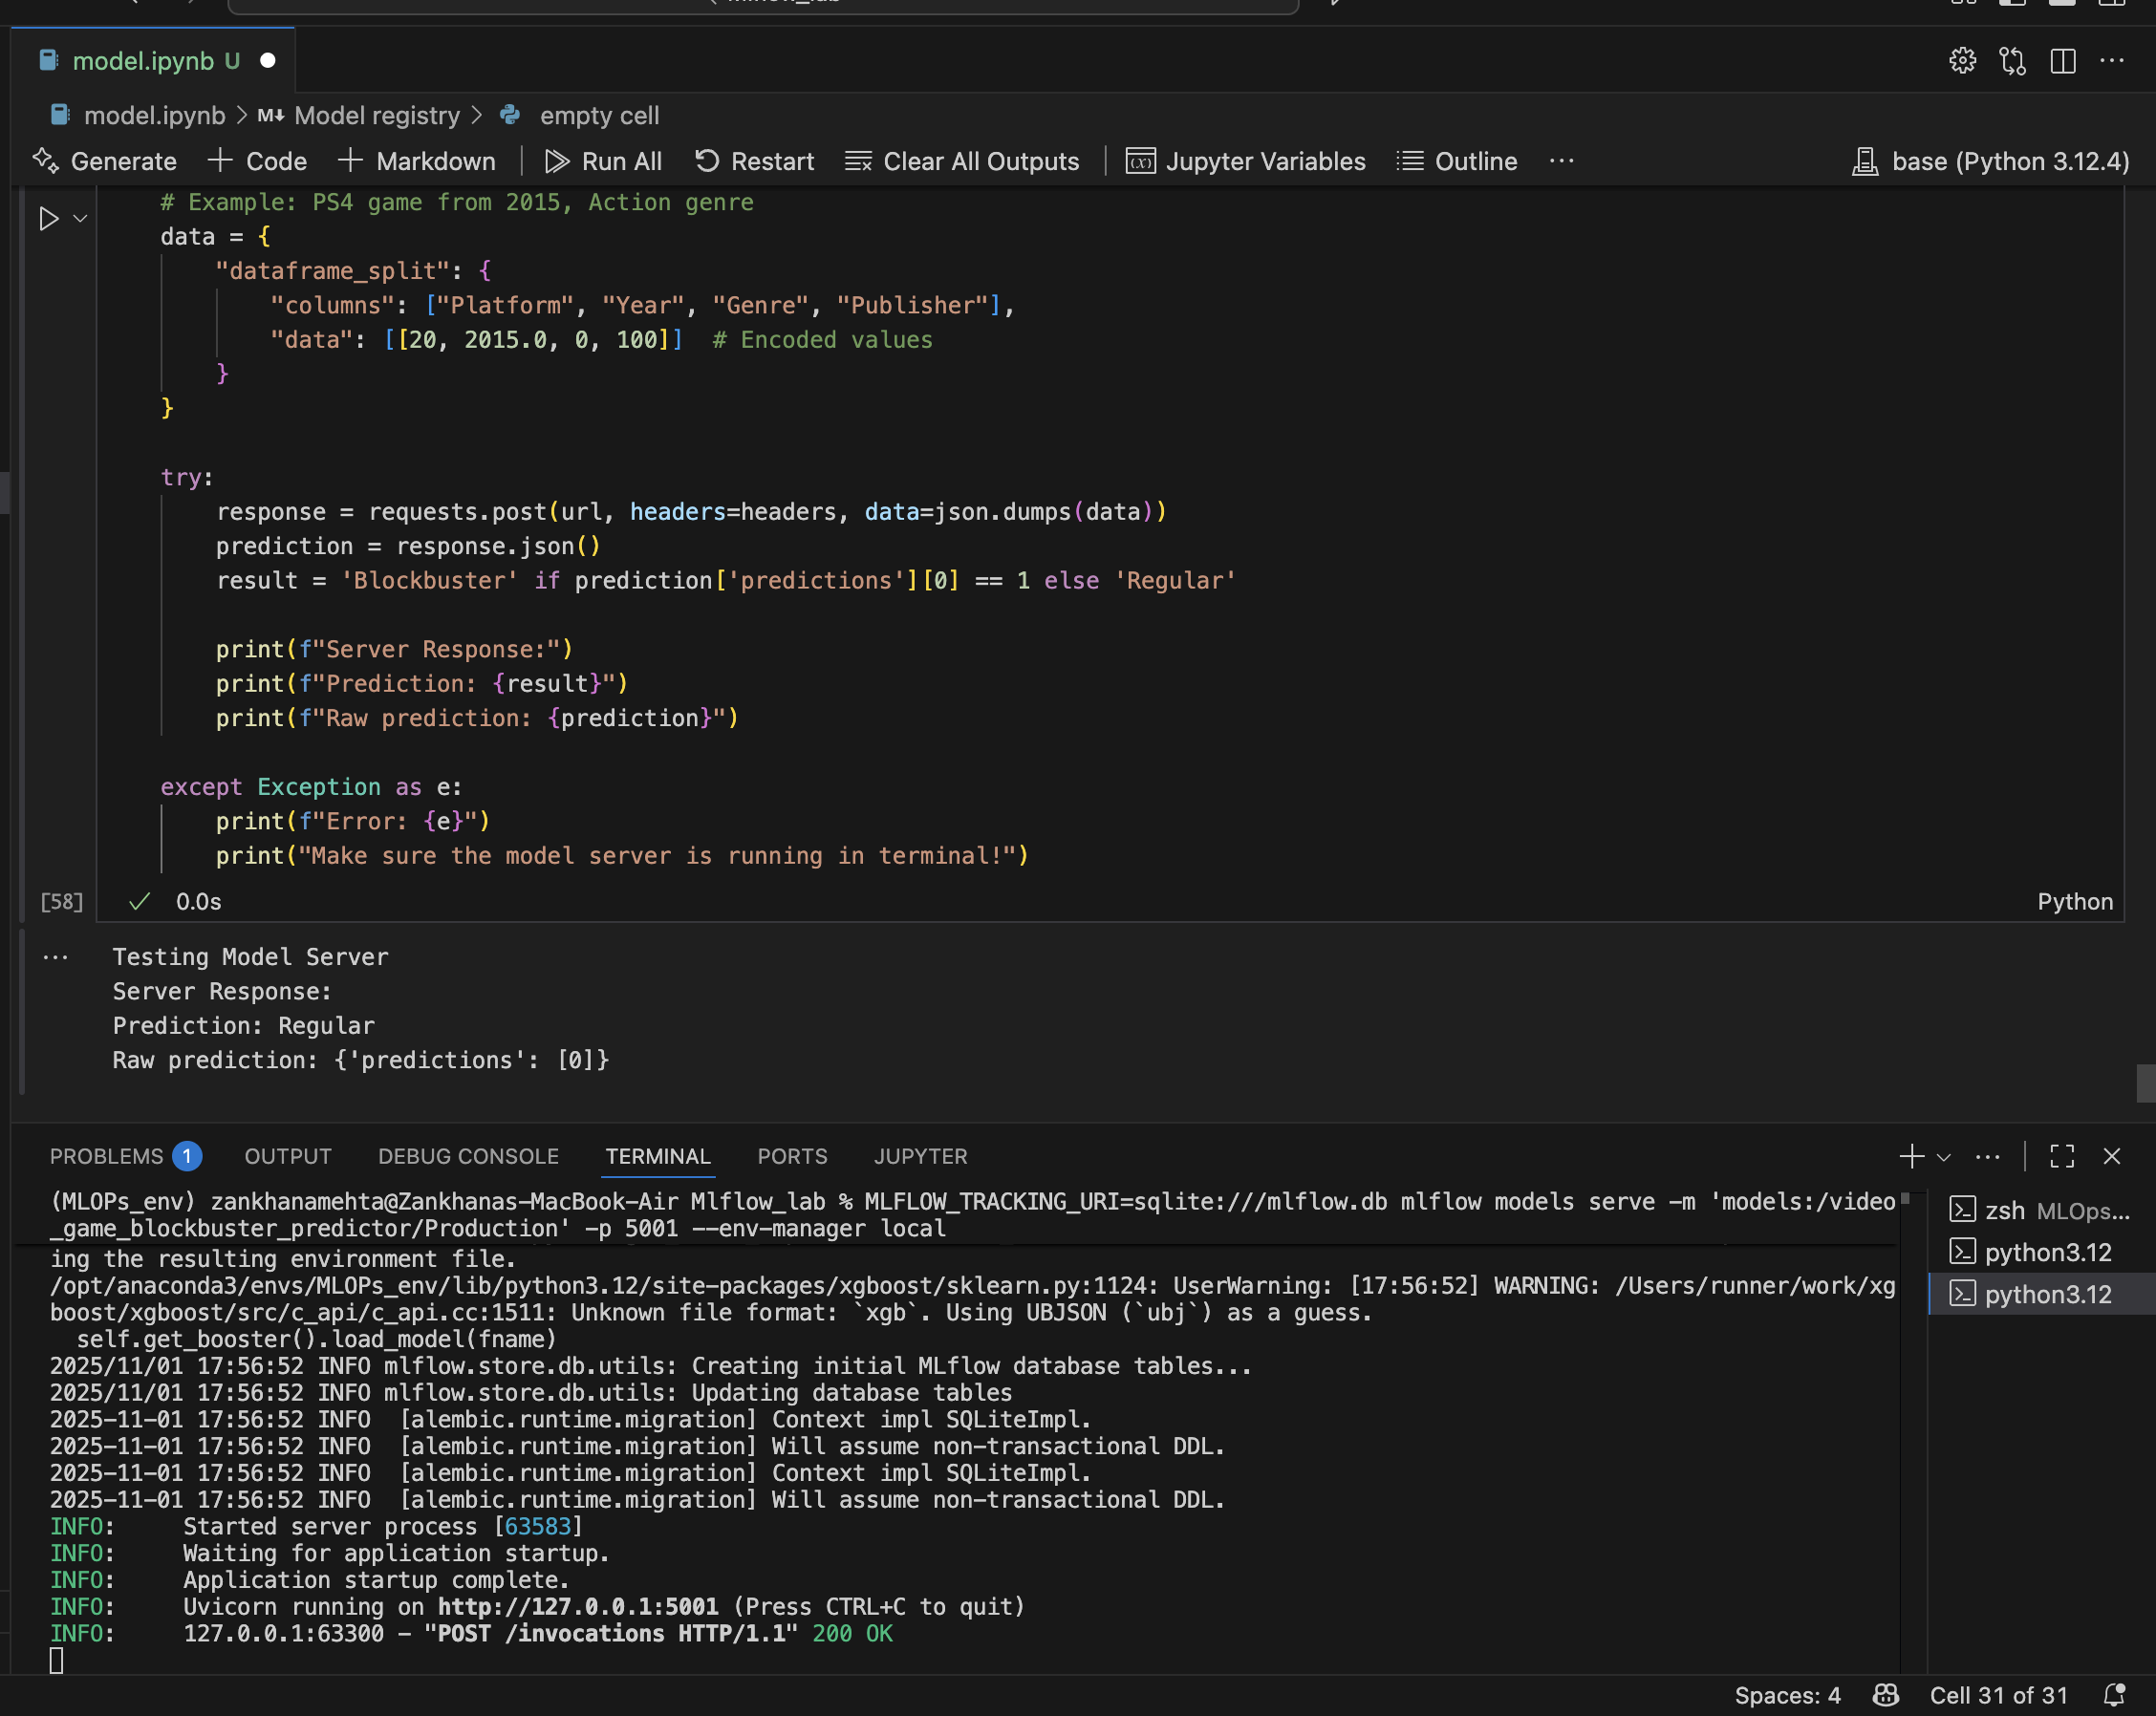 model.ipynb U
model.ipynb > M↓ Model registry > empty cell
Generate + Code + Markdown Run All Restart Clear All Outputs Jupyter Variables Outline ... base (Python 3.12.4)
# Example: PS4 game from 2015, Action genre
data = {
"dataframe_split": {
"columns": ["Platform", "Year", "Genre", "Publisher"],
"data": [[20, 2015.0, 0, 100]]  # Encoded values
}
}
try:
response = requests.post(url, headers=headers, data=json.dumps(data))
prediction = response.json()
result = 'Blockbuster' if prediction['predictions'][0] == 1 else 'Regular'
print(f"Server Response:")
print(f"Prediction: {result}")
print(f"Raw prediction: {prediction}")
except Exception as e:
print(f"Error: {e}")
print("Make sure the model server is running in terminal!")
[58] ✓ 0.0s Python
... Testing Model Server
Server Response:
Prediction: Regular
Raw prediction: {'predictions': [0]}
PROBLEMS 1 OUTPUT DEBUG CONSOLE TERMINAL PORTS JUPYTER
(MLOPs_env) zankhanamehta@Zankhanas-MacBook-Air Mlflow_lab % MLFLOW_TRACKING_URI=sqlite:///mlflow.db mlflow models serve -m 'models:/video
_game_blockbuster_predictor/Production' -p 5001 --env-manager local
ing the resulting environment file.
/opt/anaconda3/envs/MLOPs_env/lib/python3.12/site-packages/xgboost/sklearn.py:1124: UserWarning: [17:56:52] WARNING: /Users/runner/work/xg
boost/xgboost/src/c_api/c_api.cc:1511: Unknown file format: `xgb`. Using UBJSON (`ubj`) as a guess.
self.get_booster().load_model(fname)
2025/11/01 17:56:52 INFO mlflow.store.db.utils: Creating initial MLflow database tables...
2025/11/01 17:56:52 INFO mlflow.store.db.utils: Updating database tables
2025-11-01 17:56:52 INFO  [alembic.runtime.migration] Context impl SQLiteImpl.
2025-11-01 17:56:52 INFO  [alembic.runtime.migration] Will assume non-transactional DDL.
2025-11-01 17:56:52 INFO  [alembic.runtime.migration] Context impl SQLiteImpl.
2025-11-01 17:56:52 INFO  [alembic.runtime.migration] Will assume non-transactional DDL.
INFO:     Started server process [63583]
INFO:     Waiting for application startup.
INFO:     Application startup complete.
INFO:     Uvicorn running on http://127.0.0.1:5001 (Press CTRL+C to quit)
INFO:     127.0.0.1:63300 - "POST /invocations HTTP/1.1" 200 OK
zsh MLOps...
python3.12
python3.12
Spaces: 4 Cell 31 of 31